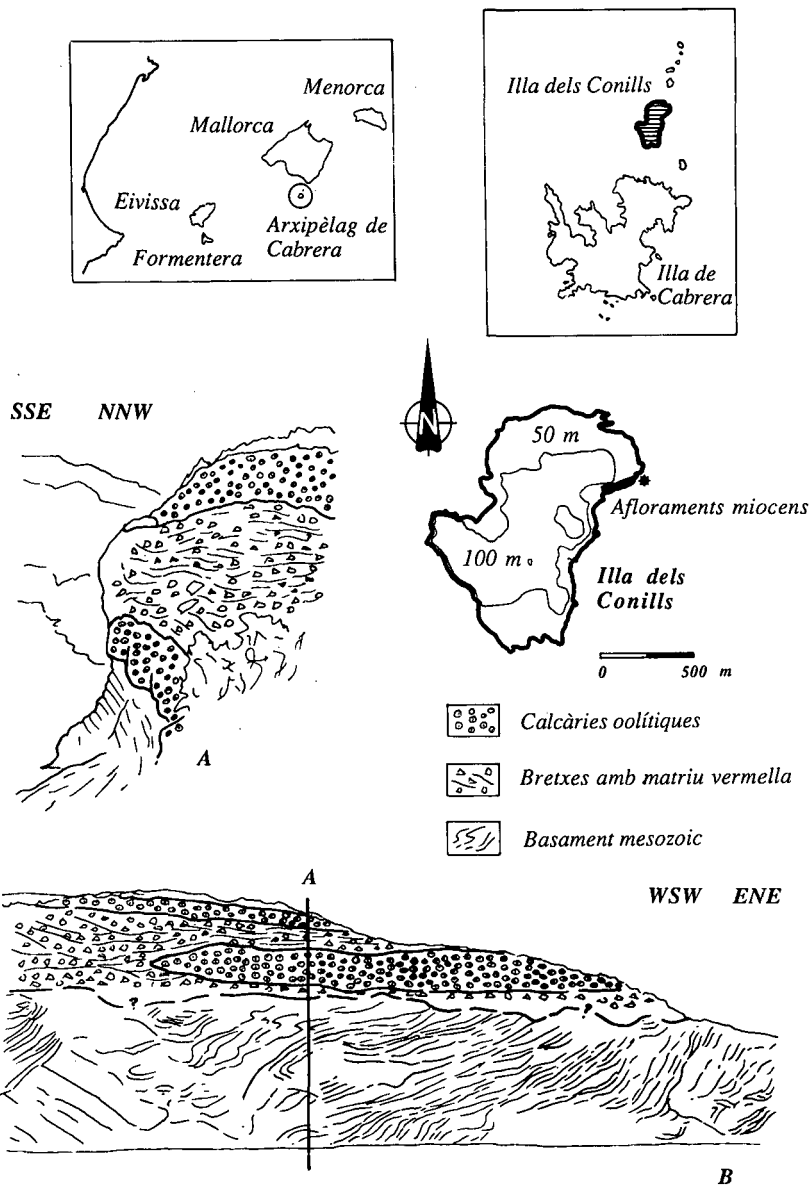 Menorca
Mallorca
Eivissa
Formentera
Arxipèlag de
Cabrera
Illa dels Conills
Illa de
Cabrera
N
SSE NNW
A
50 m
Afloraments miocens
100 m
Illa dels
Conills
0 500 m
Calcàries oolítiques
Bretxes amb matriu vermella
Basament mesozoic
A
WSW ENE
?
?
B